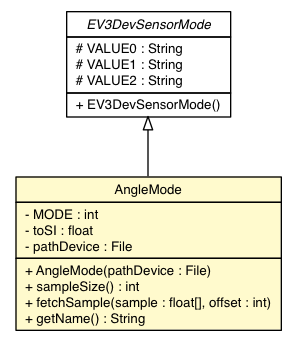 EV3DevSensorMode
# VALUE0 : String
# VALUE1 : String
# VALUE2 : String
+ EV3DevSensorMode()
AngleMode
- MODE : int
- toSI : float
- pathDevice : File
+ AngleMode(pathDevice : File)
+ sampleSize() : int
+ fetchSample(sample : float[], offset : int)
+ getName() : String